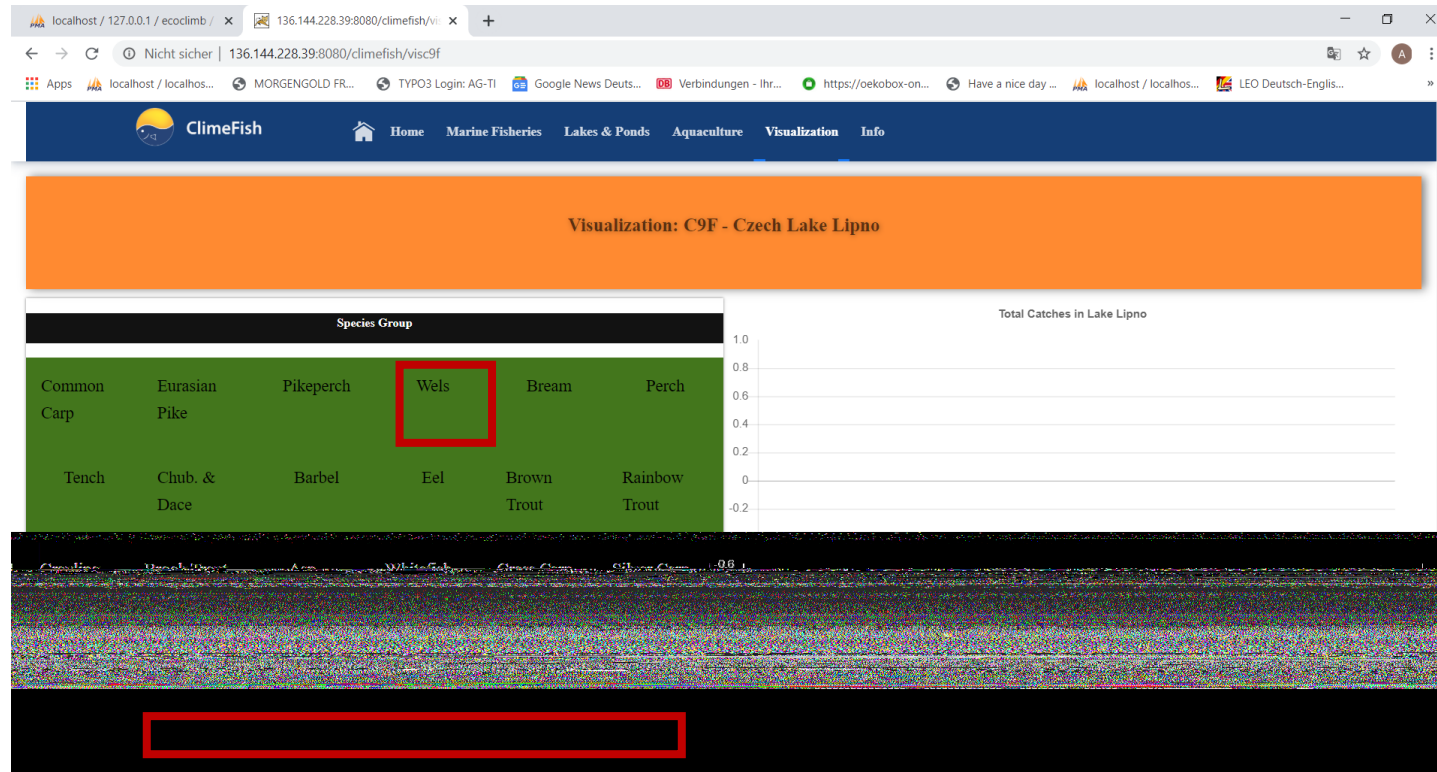 localhost / 127.0.0.1 / ecoclimb /
136.144.228.39:8080/climefish/vi
Nicht sicher | 136.144.228.39:8080/climefish/visc9f
A
Apps localhost / localhos... MORGENGOLD FR... TYPO3 Login: AG-TI Google News Deuts... DB Verbindungen - Ihr... https://oekobox-on... Have a nice day ... localhost / localhos... LEO Deutsch-Englis... »
ClimeFish Home Marine Fisheries Lakes & Ponds Aquaculture Visualization Info
Visualization: C9F - Czech Lake Lipno
Species Group
Common Carp
Eurasian Pike
Pikeperch
Wels
Bream
Perch
Tench
Chub. & Dace
Barbel
Eel
Brown Trout
Rainbow Trout
Total Catches in Lake Lipno
1.0
0.8
0.6
0.4
0.2
0
-0.2
-0.6